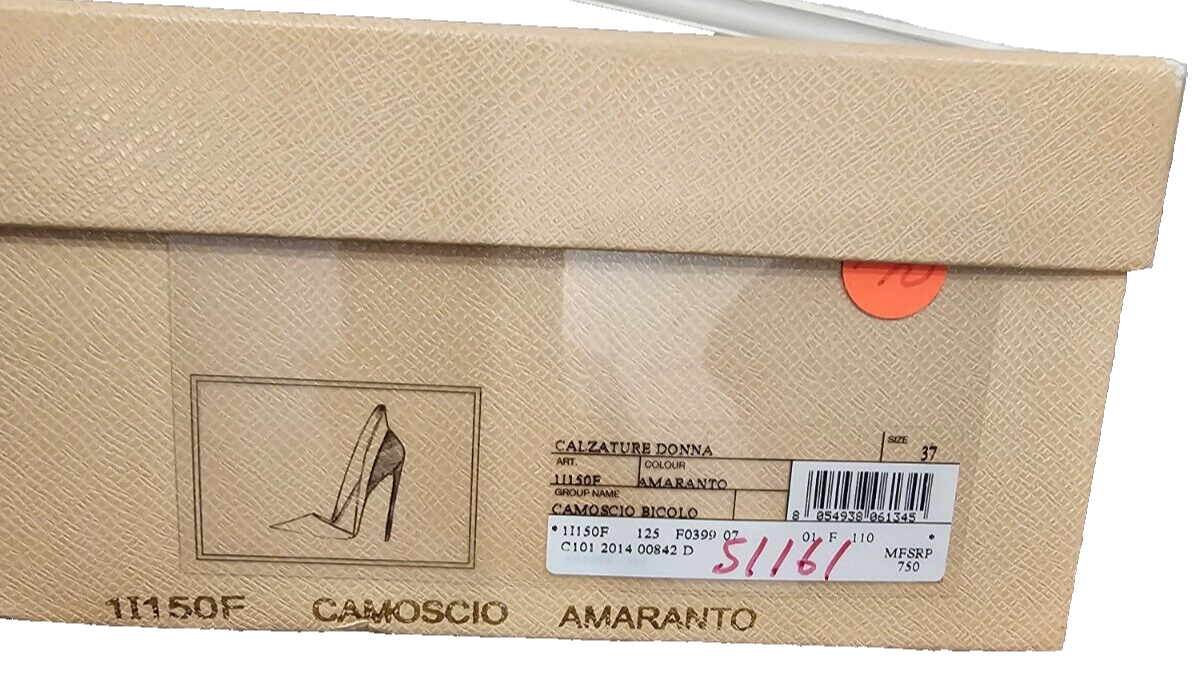 CALZATURE DONNA
SIZE
37
ART.
COLOUR
1I150F
AMARANTO
GROUP NAME
CAMOSCIO BICOLO
8 054938 061345
* 1I150F 125 F0399 07 01 F 110 *
C101 2014 00842 D
MFSRP
750
51161
1I150F CAMOSCIO AMARANTO